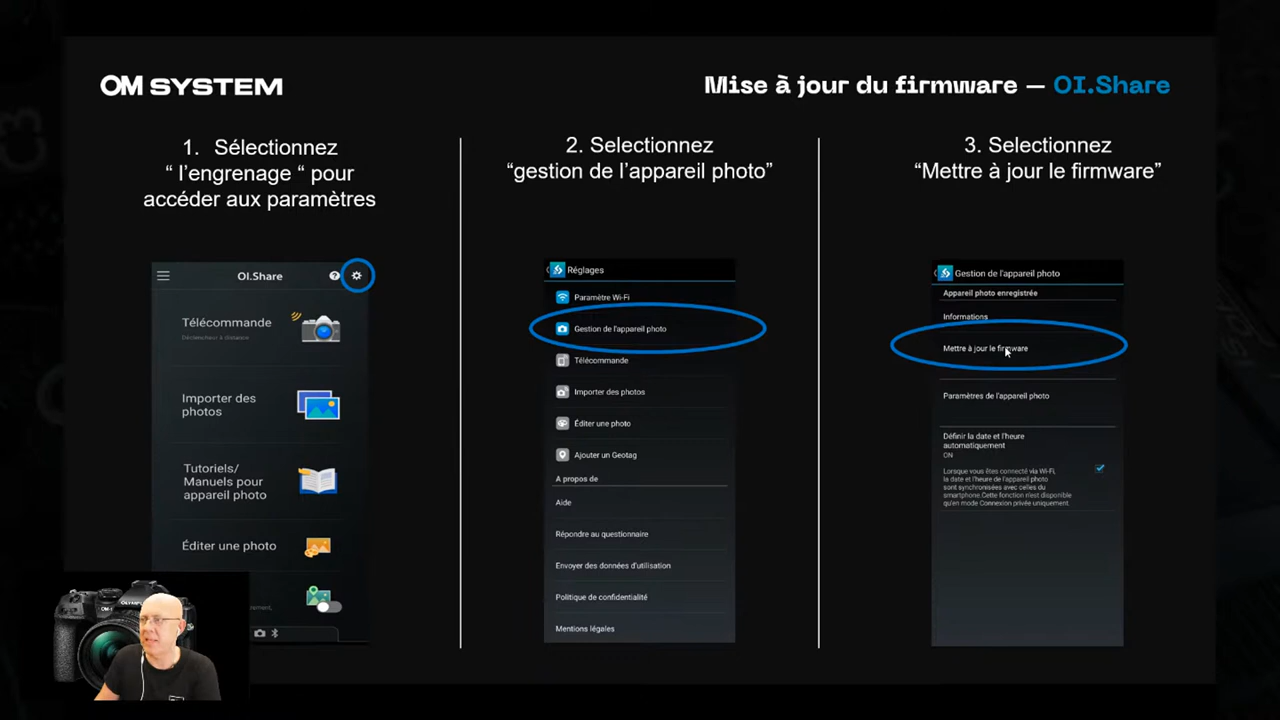 OM SYSTEM
Mise à jour du firmware — OI.Share
1. Sélectionnez
“ l’engrenage “ pour
accéder aux paramètres
OI.Share
?
Télécommande
Déclencheur à distance
Importer des
photos
Tutoriels/
Manuels pour
appareil photo
Éditer une photo
2. Selectionnez
“gestion de l’appareil photo”
Réglages
Paramètre Wi-Fi
Gestion de l'appareil photo
Télécommande
Importer des photos
Éditer une photo
Ajouter un Geotag
A propos de
Aide
Répondre au questionnaire
Envoyer des données d'utilisation
Politique de confidentialité
Mentions légales
3. Selectionnez
“Mettre à jour le firmware”
Gestion de l'appareil photo
Appareil photo enregistrée
Informations
Mettre à jour le firmware
Paramètres de l'appareil photo
Définir la date et l'heure
automatiquement
ON
Lorsque vous êtes connecté via Wi-Fi,
la date et l'heure de l'appareil photo
sont synchronisées avec celles du
smartphone.Cette fonction n'est disponible
qu'en mode Connexion privée uniquement.
OLYMPUS